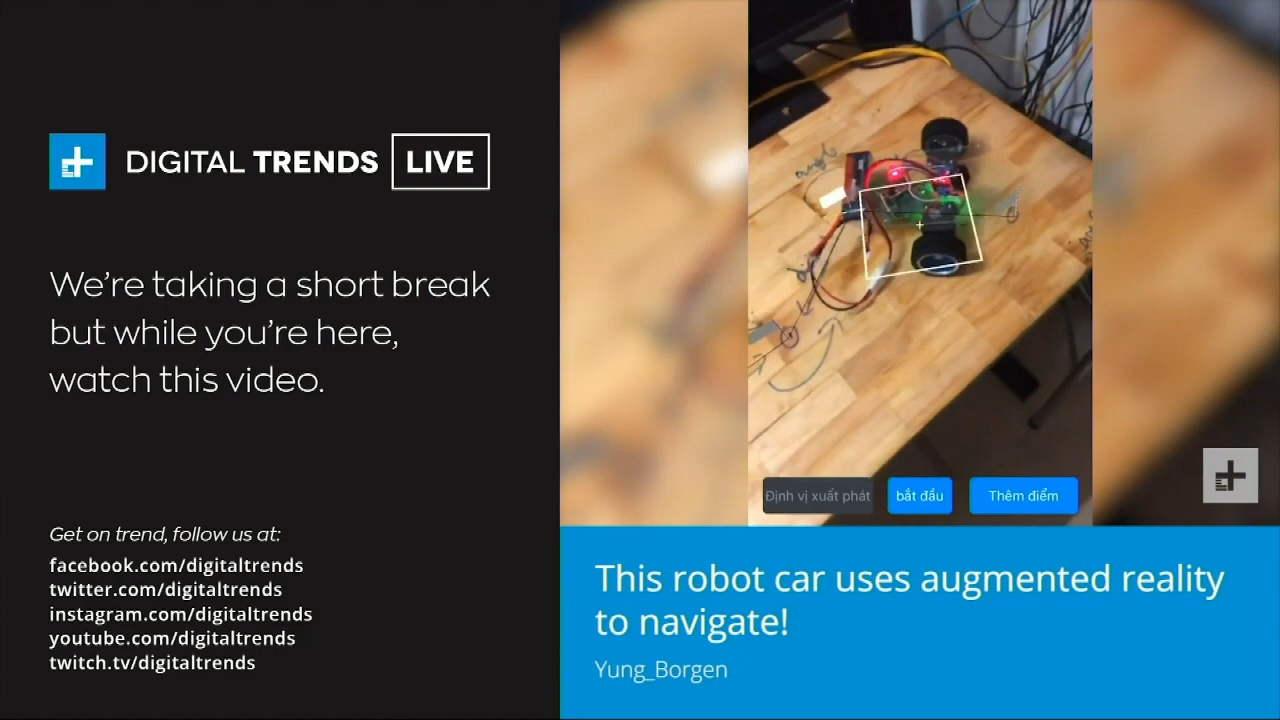 DIGITAL TRENDS LIVE
We're taking a short break
but while you're here,
watch this video.
Get on trend, follow us at:
facebook.com/digitaltrends
twitter.com/digitaltrends
instagram.com/digitaltrends
youtube.com/digitaltrends
twitch.tv/digitaltrends
Định vị xuất phát
bắt đầu
Thêm điểm
This robot car uses augmented reality
to navigate!
Yung_Borgen